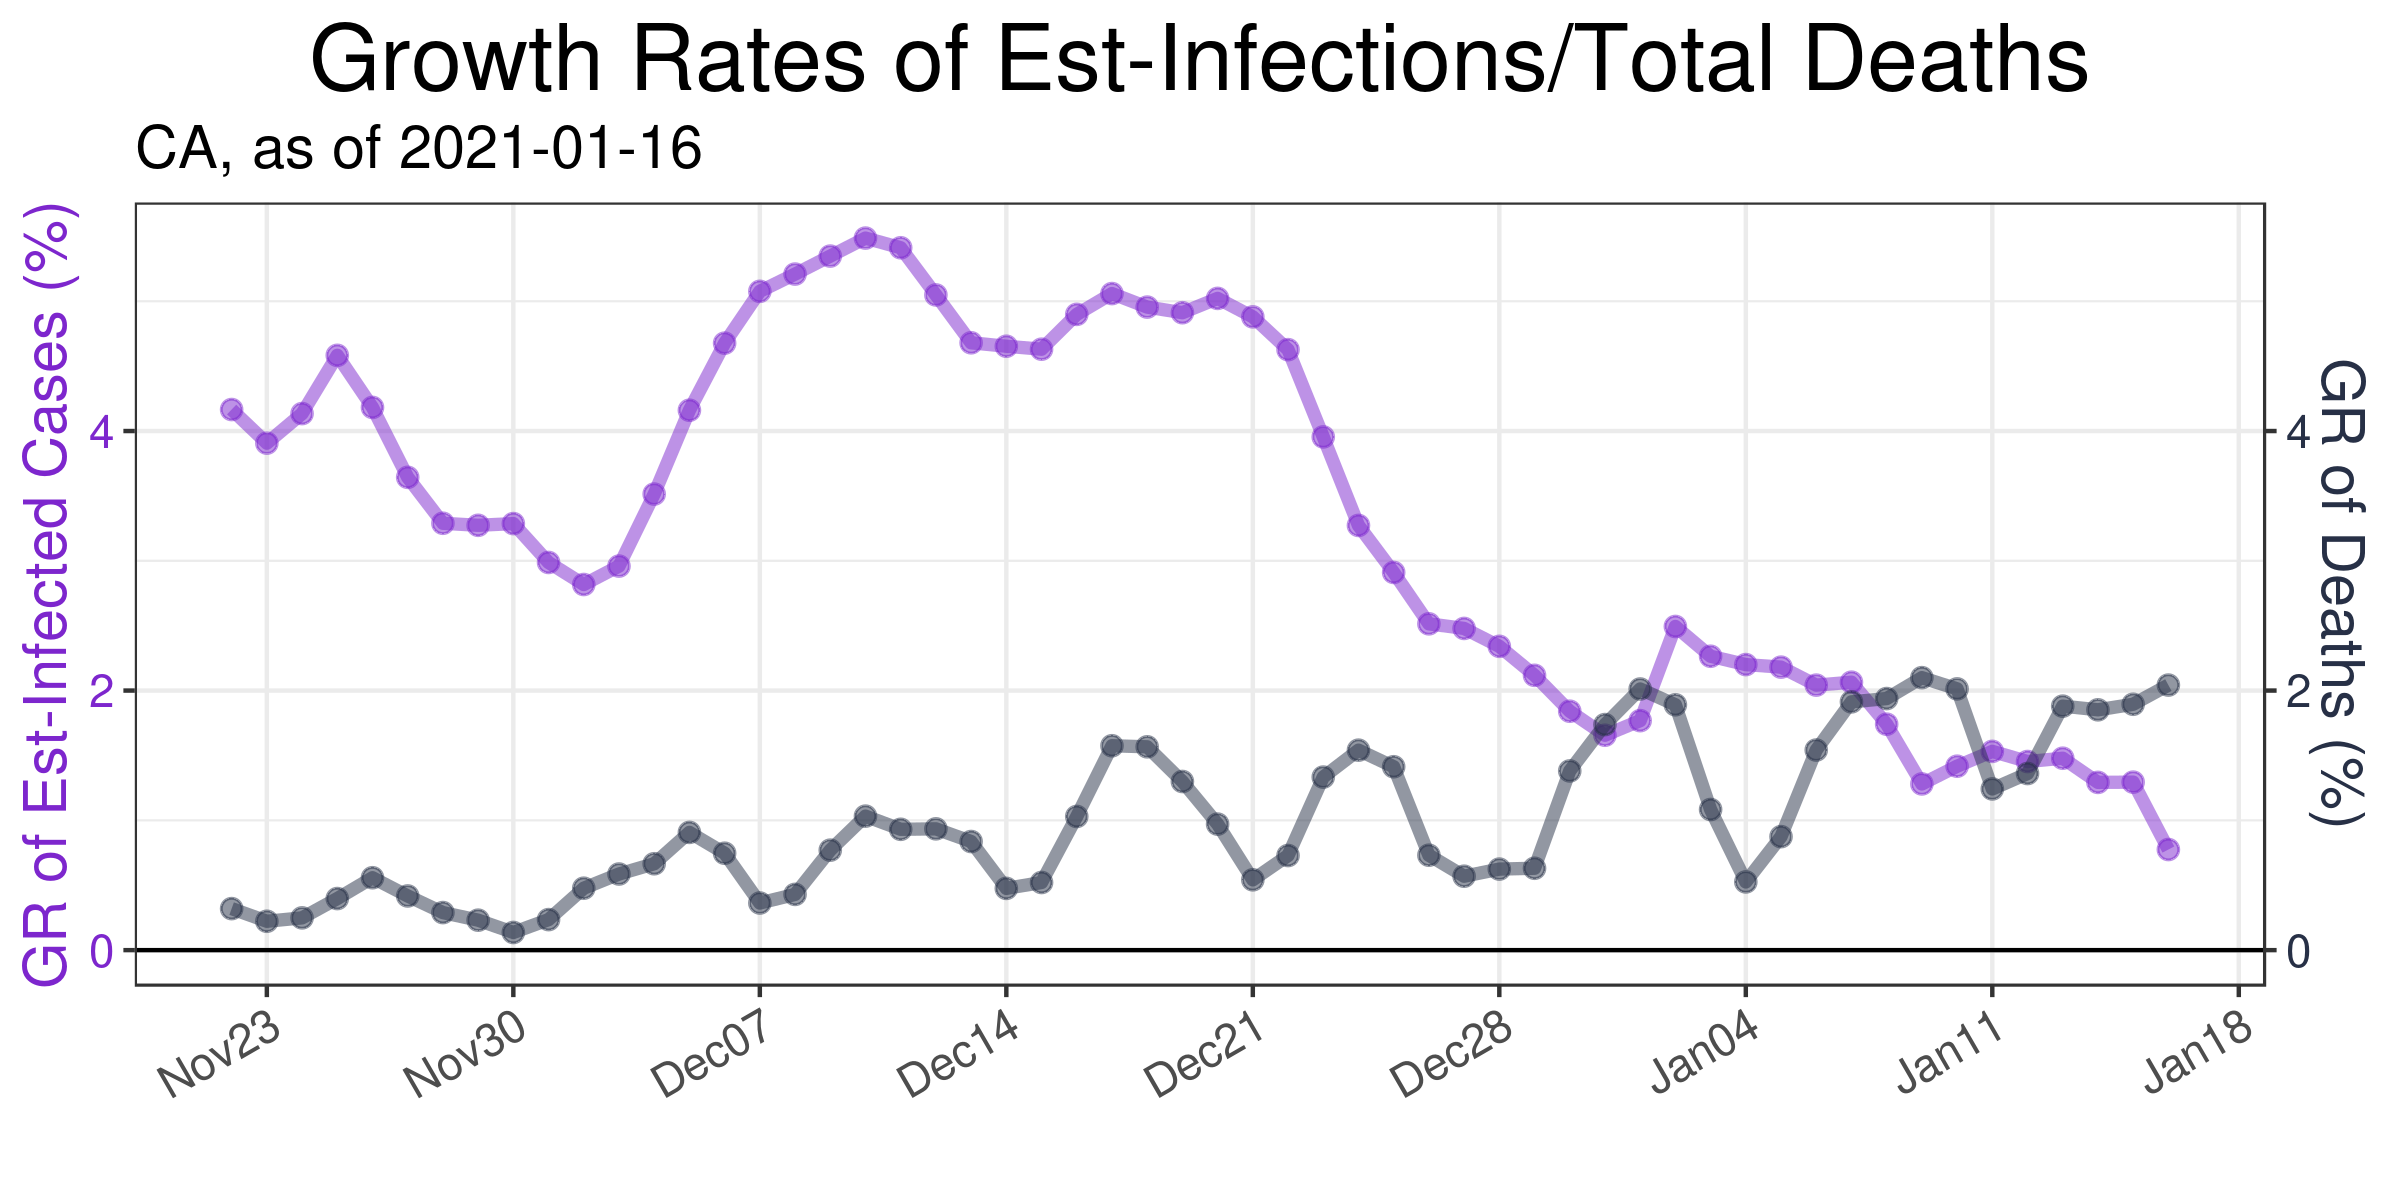 Growth Rates of Est-Infections/Total Deaths
CA, as of 2021-01-16
GR of Est-Infected Cases (%)
4
2
0
4
2
0
GR of Deaths (%)
Nov23
Nov30
Dec07
Dec14
Dec21
Dec28
Jan04
Jan11
Jan18